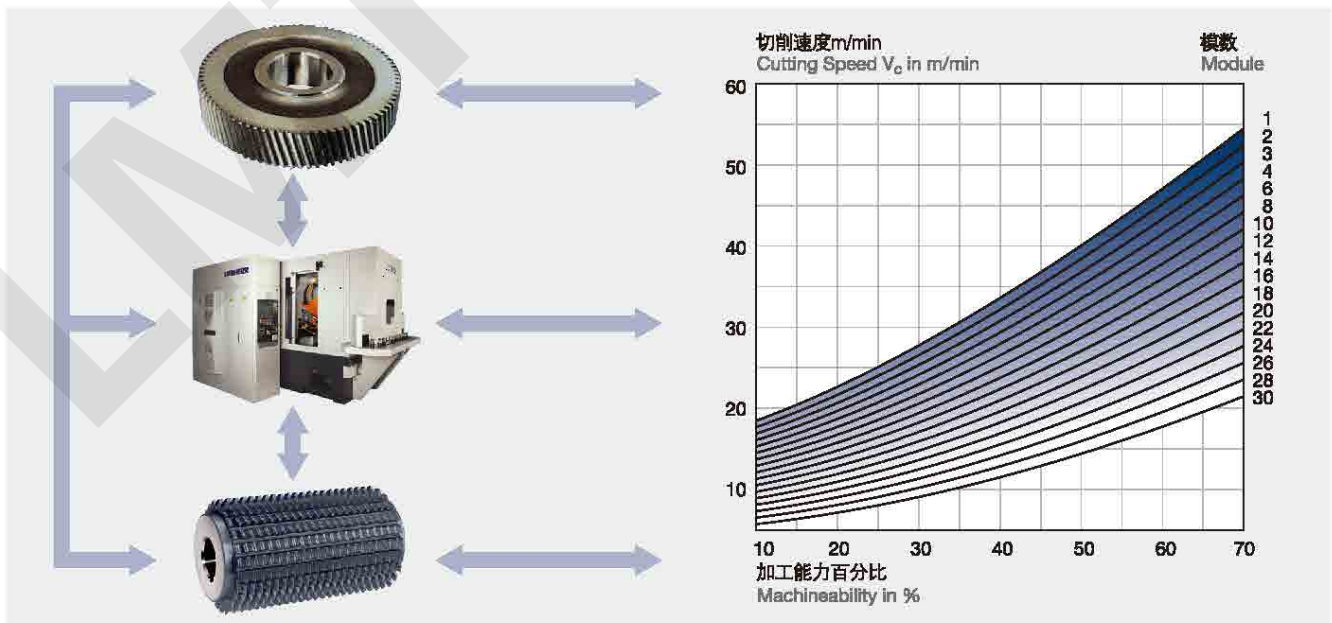 切削速度m/min
Cutting Speed Vc in m/min
模数
Module
60
50
40
30
20
10
1
2
3
4
6
8
10
12
14
16
18
20
22
24
26
28
30
10 20 30 40 50 60 70
加工能力百分比
Machineability in %
LIEBHERR